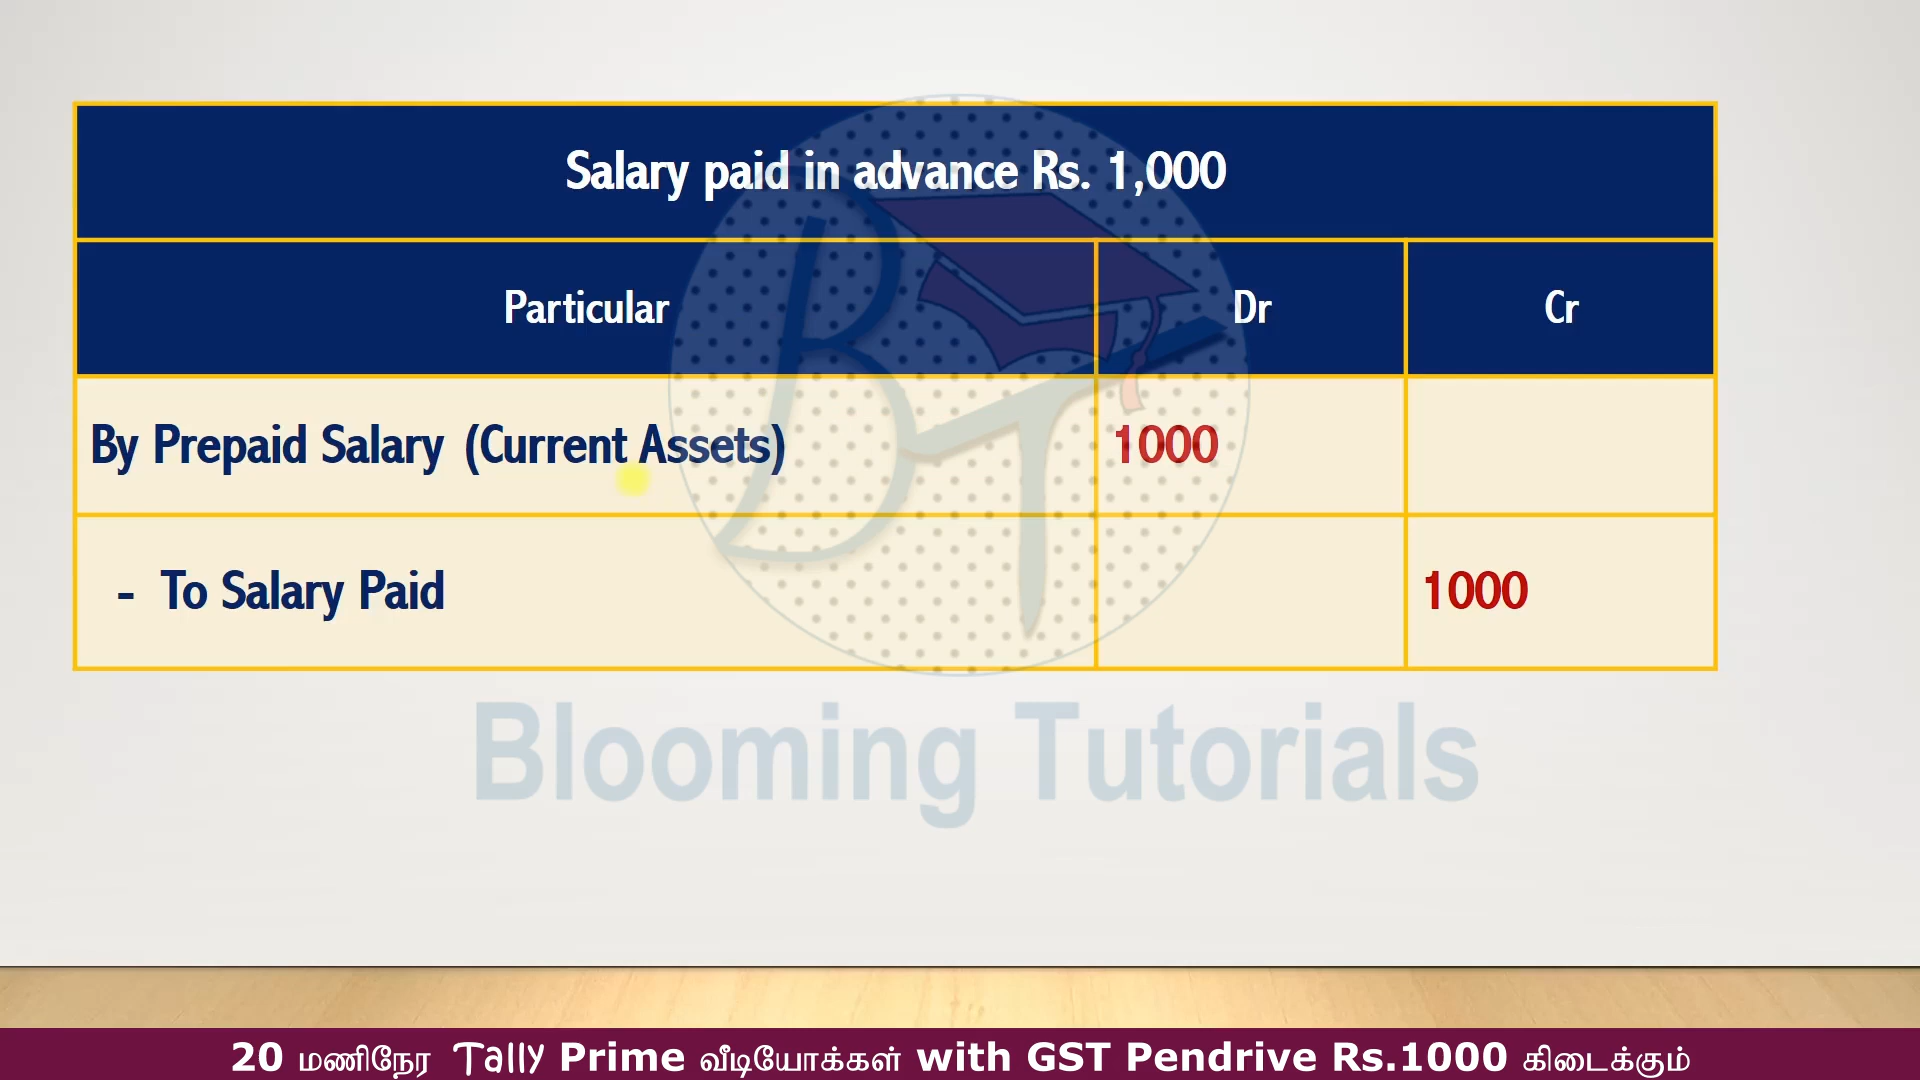 Salary paid in advance Rs. 1,000
Particular Dr Cr
By Prepaid Salary (Current Assets) 1000
- To Salary Paid 1000
BT
Blooming Tutorials
20 மணிநேர Tally Prime வீடியோக்கள் with GST Pendrive Rs.1000 கிடைக்கும்